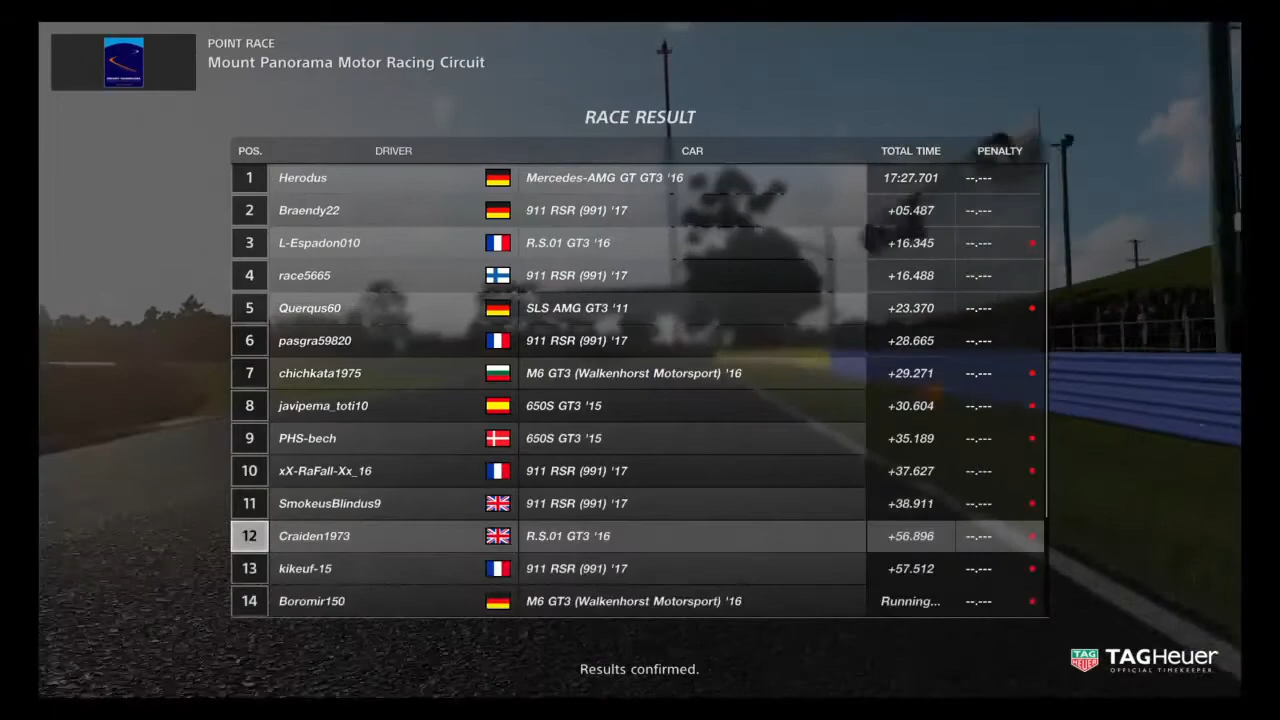 POINT RACE
Mount Panorama Motor Racing Circuit
RACE RESULT
POS. DRIVER CAR TOTAL TIME PENALTY
1 Herodus Mercedes-AMG GT GT3 '16 17:27.701 --.---
2 Braendy22 911 RSR (991) '17 +05.487 --.---
3 L-Espadon010 R.S.01 GT3 '16 +16.345 --.---
4 race5665 911 RSR (991) '17 +16.488 --.---
5 Querqus60 SLS AMG GT3 '11 +23.370 --.---
6 pasgra59820 911 RSR (991) '17 +28.665 --.---
7 chichkata1975 M6 GT3 (Walkenhorst Motorsport) '16 +29.271 --.---
8 javipema_toti10 650S GT3 '15 +30.604 --.---
9 PHS-bech 650S GT3 '15 +35.189 --.---
10 xX-RaFall-Xx_16 911 RSR (991) '17 +37.627 --.---
11 SmokeusBlindus9 911 RSR (991) '17 +38.911 --.---
12 Craiden1973 R.S.01 GT3 '16 +56.896 --.---
13 kikeuf-15 911 RSR (991) '17 +57.512 --.---
14 Boromir150 M6 GT3 (Walkenhorst Motorsport) '16 Running... --.---
Results confirmed.
TAG HEUER TAGHeuer
OFFICIAL TIMEKEEPER